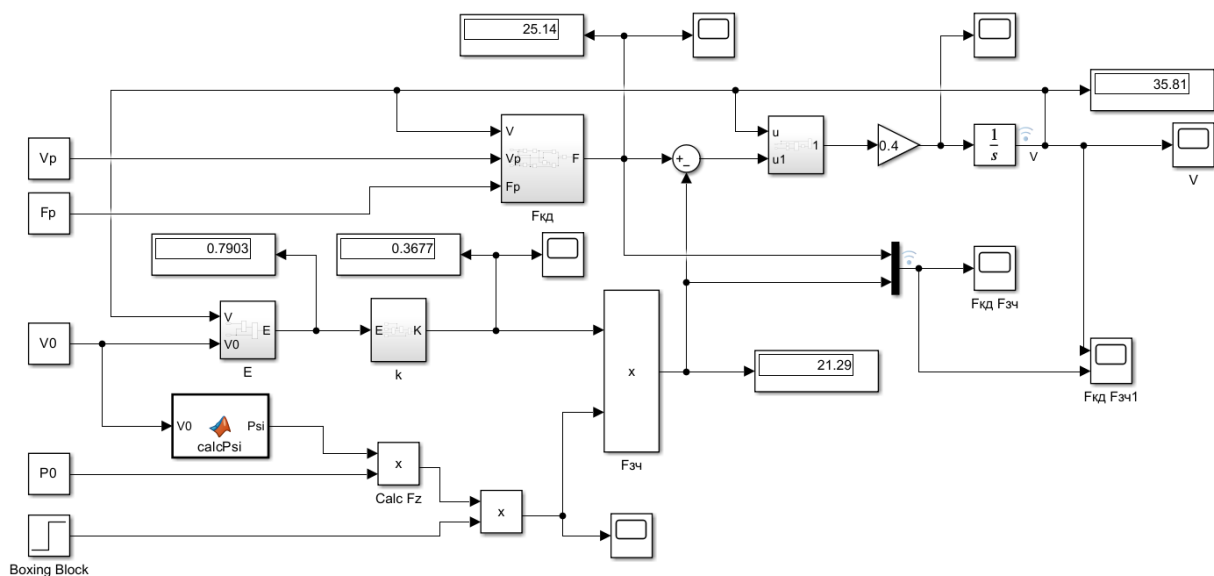 25.14
35.81
V
Vp
Fp
F
Fкд
Vp
Fp
u
u1
1
0.4
+
−
1
s
V
V
0.7903
0.3677
Fкд Fзч
V
V0
E
E
E
K
k
V0
x
Fзч
21.29
Fкд Fзч1
V0
Psi
calcPsi
P0
x
Calc Fz
x
Boxing Block